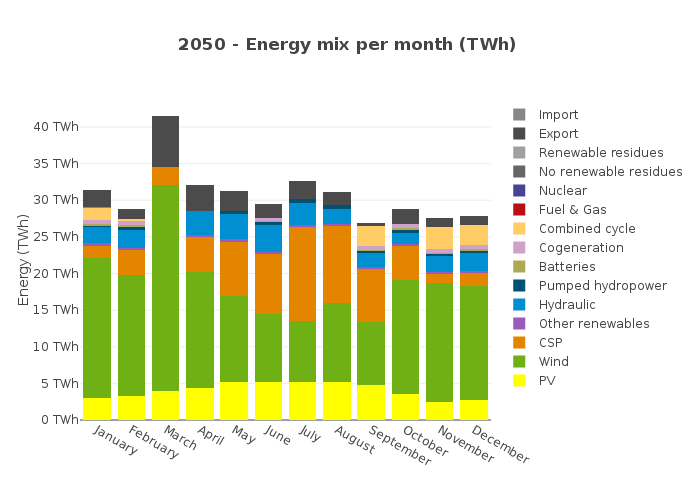 2050 - Energy mix per month (TWh)
40 TWh
35 TWh
30 TWh
25 TWh
20 TWh
15 TWh
10 TWh
5 TWh
0 TWh
Energy (TWh)
January
February
March
April
May
June
July
August
September
October
November
December
Import
Export
Renewable residues
No renewable residues
Nuclear
Fuel & Gas
Combined cycle
Cogeneration
Batteries
Pumped hydropower
Hydraulic
Other renewables
CSP
Wind
PV